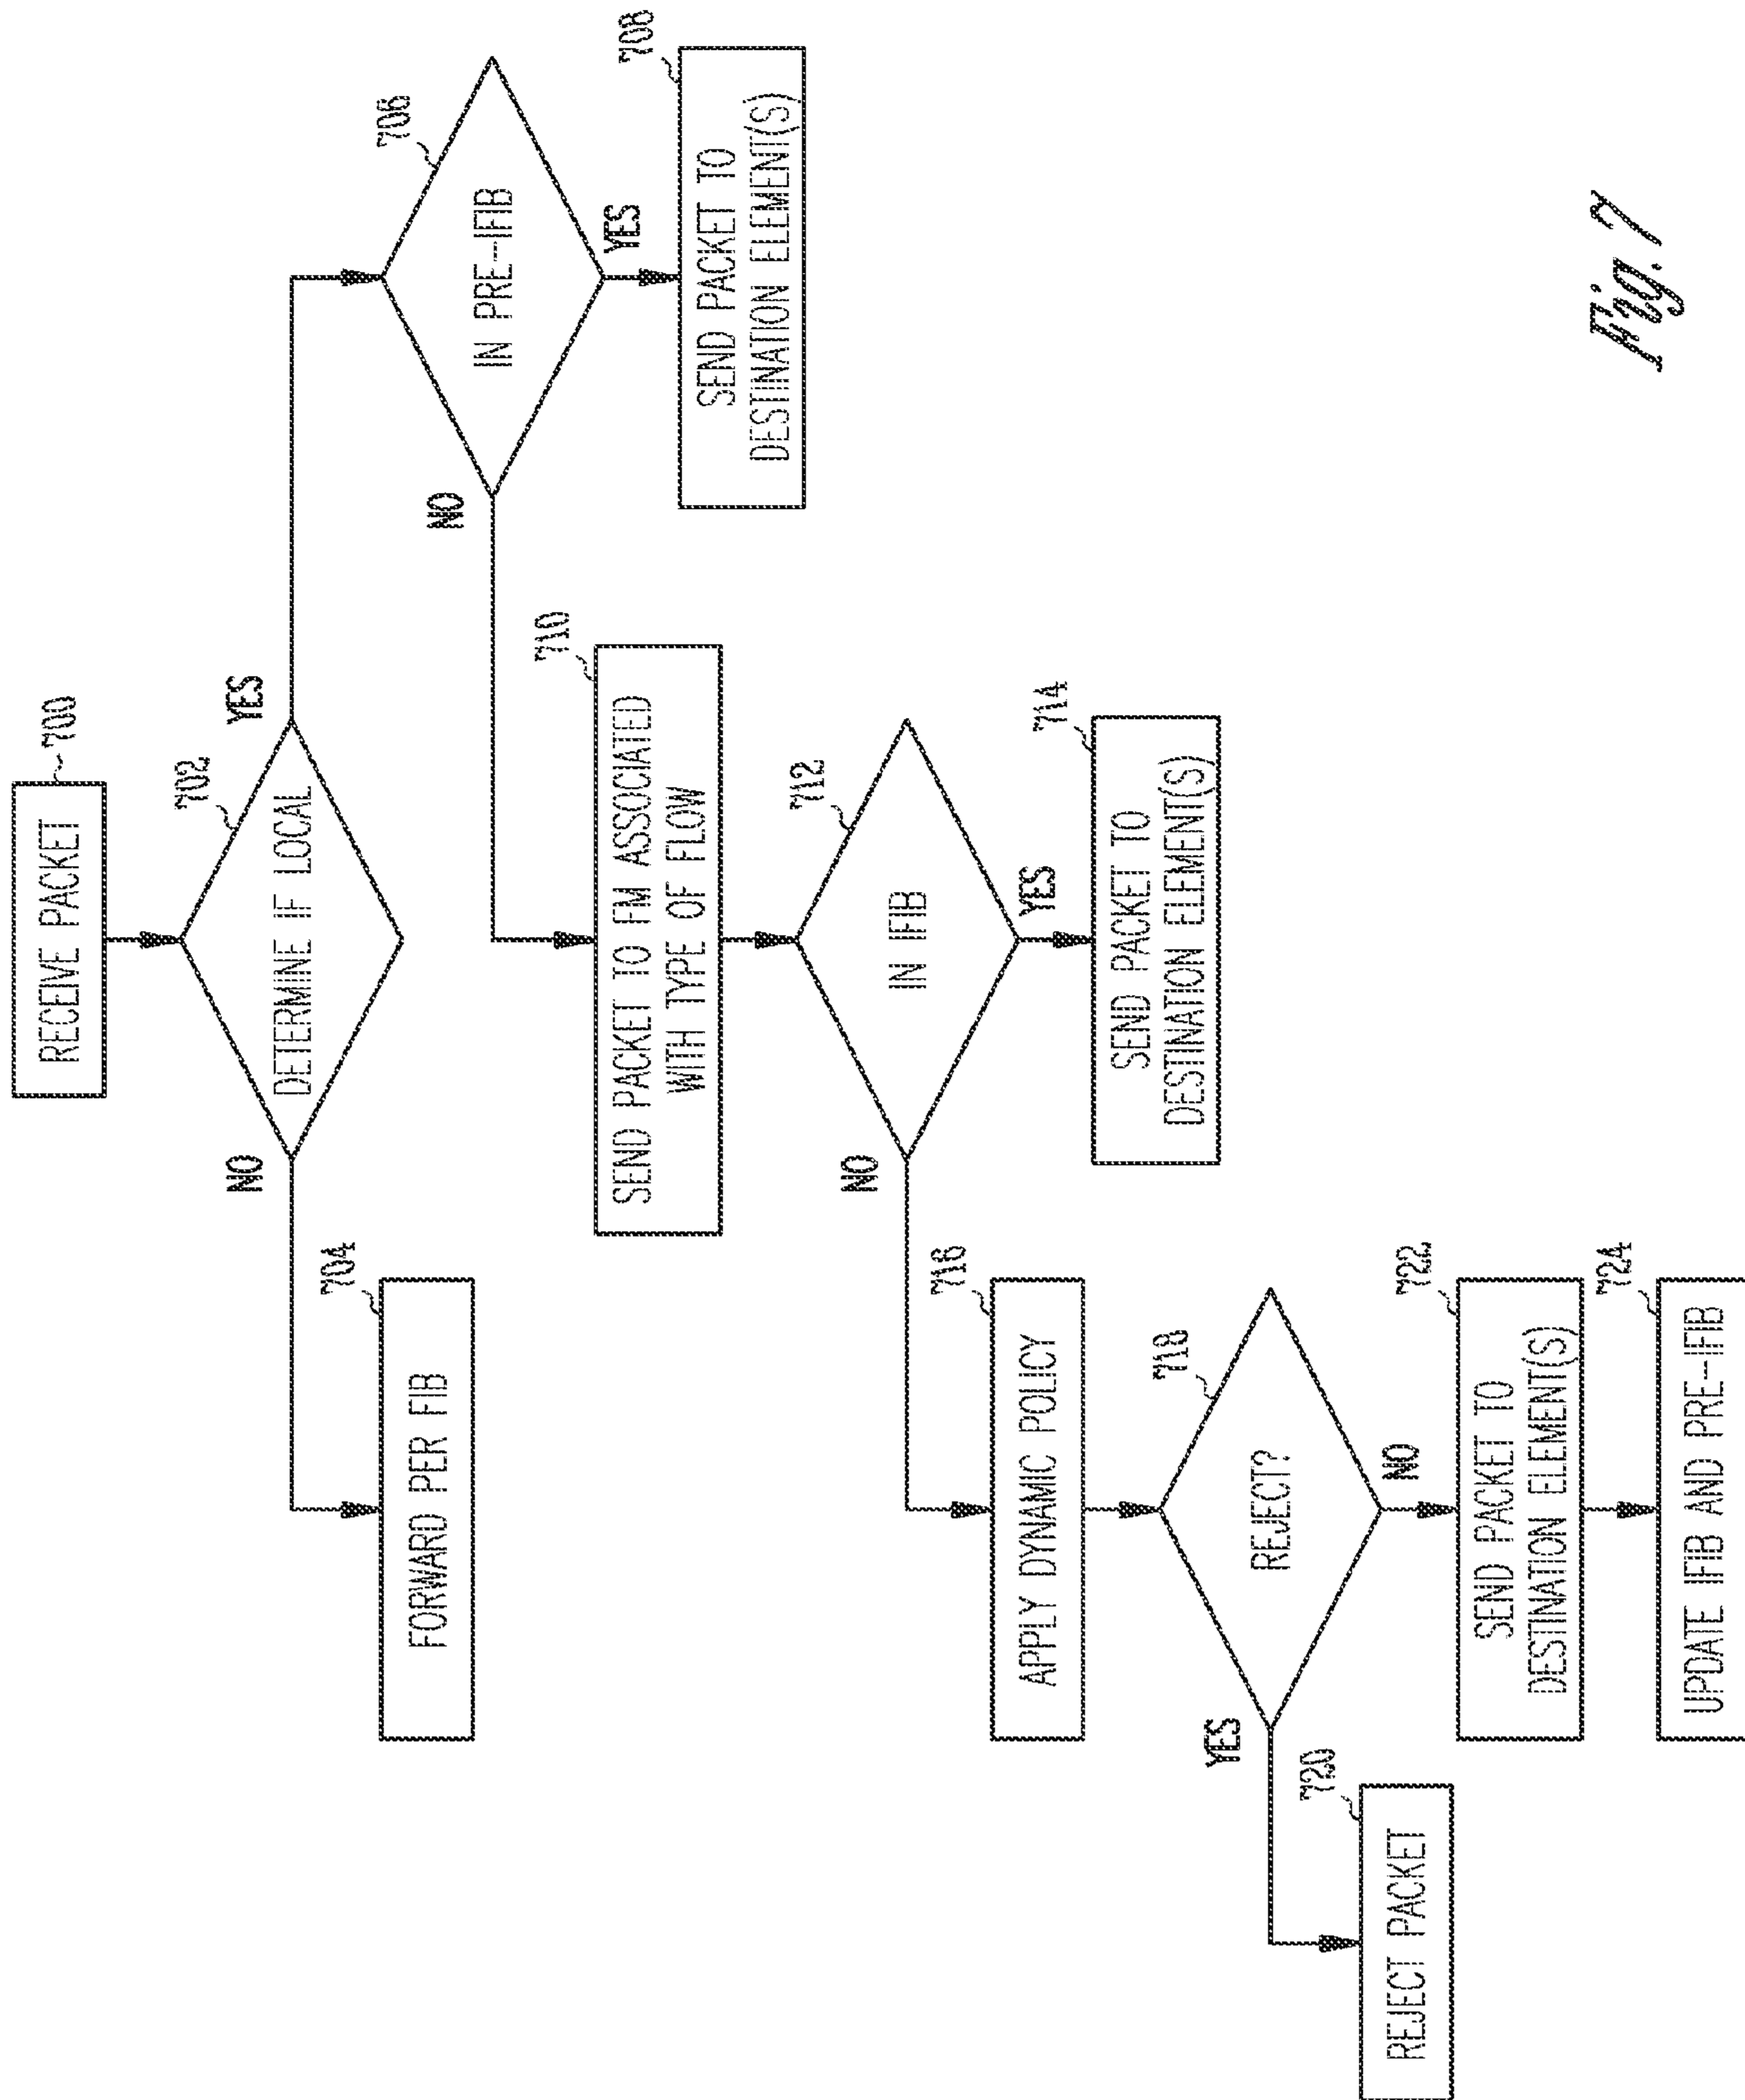 RECEIVE PACKET
700
702
DETERMINE IF LOCAL
NO
YES
704
FORWARD PER FIB
706
IN PRE-IFIB
NO
YES
708
SEND PACKET TO
DESTINATION ELEMENT(S)
710
SEND PACKET TO FM ASSOCIATED
WITH TYPE OF FLOW
712
IN IFIB
NO
YES
714
SEND PACKET TO
DESTINATION ELEMENT(S)
716
APPLY DYNAMIC POLICY
718
REJECT?
YES
NO
720
REJECT PACKET
722
SEND PACKET TO
DESTINATION ELEMENT(S)
724
UPDATE IFIB AND PRE-IFIB
Fig. 7